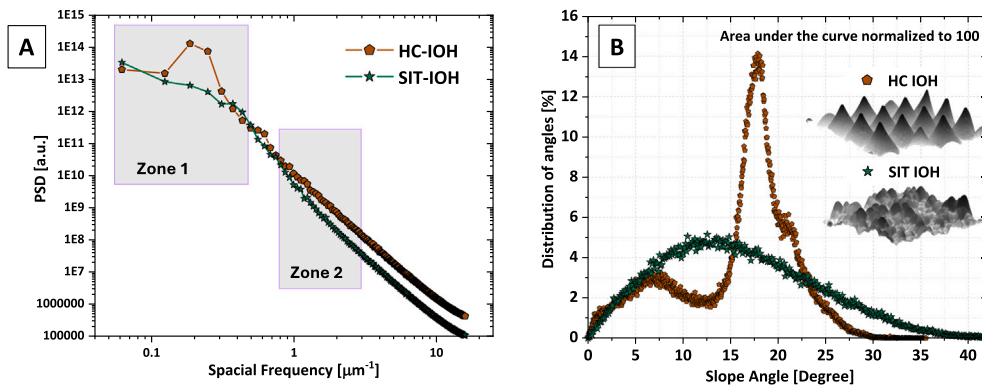 A
HC-IOH
SIT-IOH
Zone 1
Zone 2
1E15
1E14
1E13
1E12
1E11
1E10
1E9
1E8
1E7
1000000
100000
PSD [a.u.]
0.1 1 10
Spacial Frequency [µm⁻¹]
B
Area under the curve normalized to 100
HC IOH
SIT IOH
16
14
12
10
8
6
4
2
0
Distribution of angles [%]
0 5 10 15 20 25 30 35 40
Slope Angle [Degree]